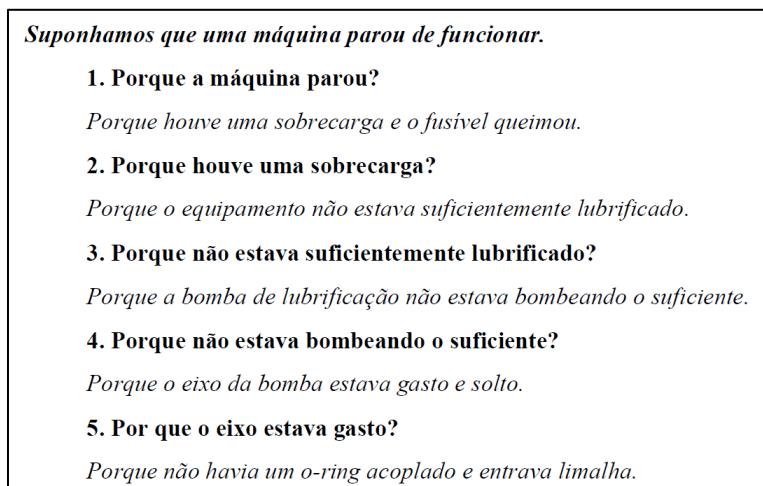 Suponhamos que uma máquina parou de funcionar.
1. Porque a máquina parou?
Porque houve uma sobrecarga e o fusível queimou.
2. Porque houve uma sobrecarga?
Porque o equipamento não estava suficientemente lubrificado.
3. Porque não estava suficientemente lubrificado?
Porque a bomba de lubrificação não estava bombeando o suficiente.
4. Porque não estava bombeando o suficiente?
Porque o eixo da bomba estava gasto e solto.
5. Por que o eixo estava gasto?
Porque não havia um o-ring acoplado e entrava limalha.